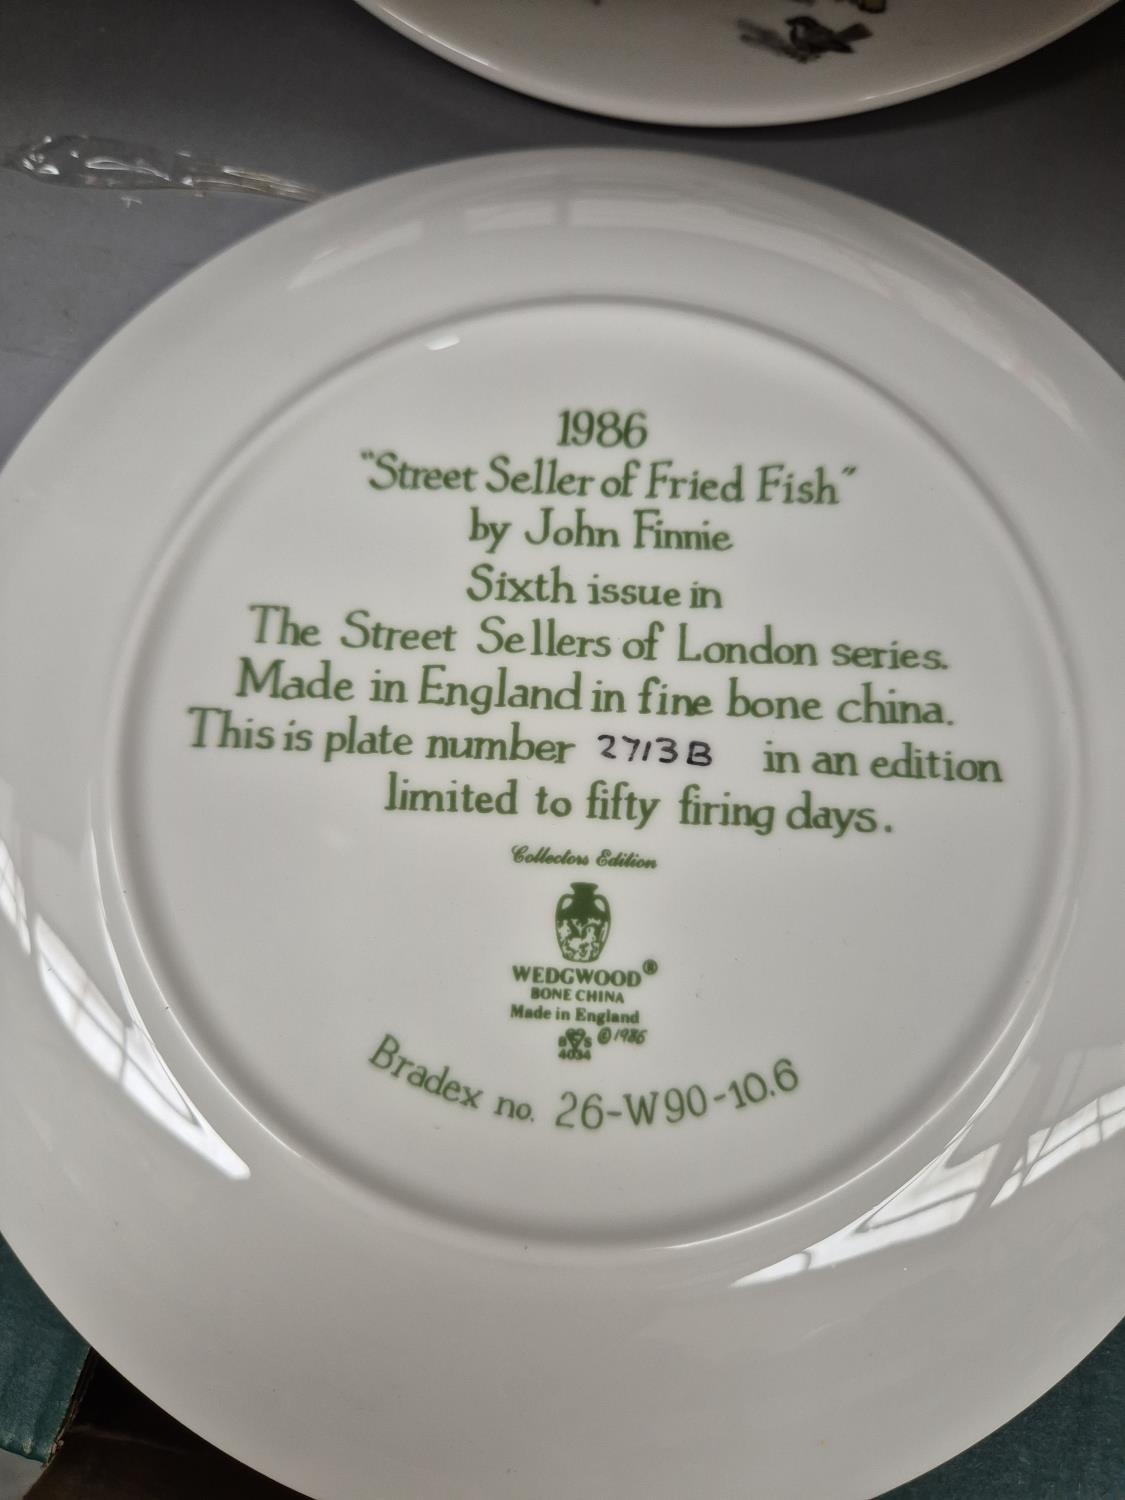 1986
"Street Seller of Fried Fish"
by John Finnie
Sixth issue in
The Street Sellers of London series.
Made in England in fine bone china.
This is plate number 2713B in an edition
limited to fifty firing days.
Collectors Edition
WEDGWOOD®
BONE CHINA
Made in England
©1986
BS
4034
Bradex no. 26-W90-10.6